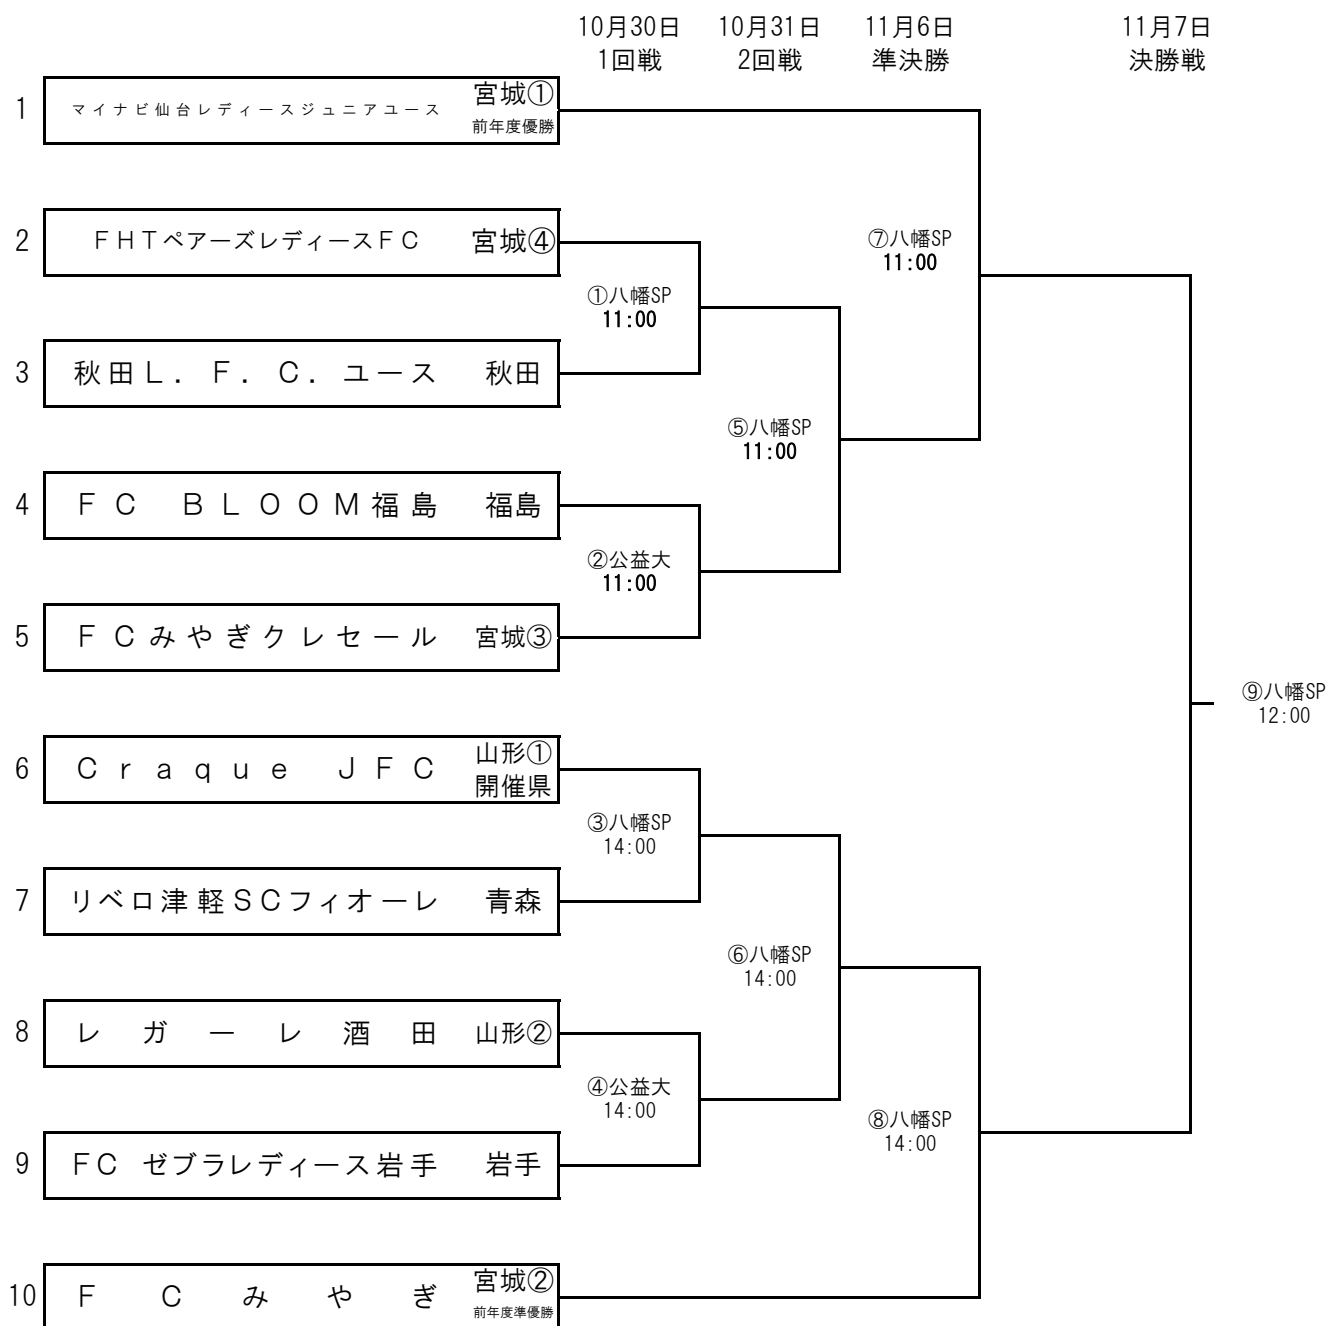 10月30日 10月31日 11月6日 11月7日
1回戦 2回戦 準決勝 決勝戦
1 マイナビ仙台レディースジュニアユース 宮城①
前年度優勝
2 ＦＨＴペアーズレディースＦＣ 宮城④
⑦八幡SP
11:00
①八幡SP
11:00
3 秋田Ｌ．Ｆ．Ｃ．ユース 秋田
⑤八幡SP
11:00
4 ＦＣ ＢＬＯＯＭ福島 福島
②公益大
11:00
5 ＦＣみやぎクレセール 宮城③
⑨八幡SP
12:00
6 Ｃｒａｑｕｅ ＪＦＣ 山形①
開催県
③八幡SP
14:00
7 リベロ津軽ＳＣフィオーレ 青森
⑥八幡SP
14:00
8 レガーレ酒田 山形②
④公益大
14:00
⑧八幡SP
14:00
9 ＦＣ ゼブラレディース岩手 岩手
10 ＦＣみやぎ 宮城②
前年度準優勝